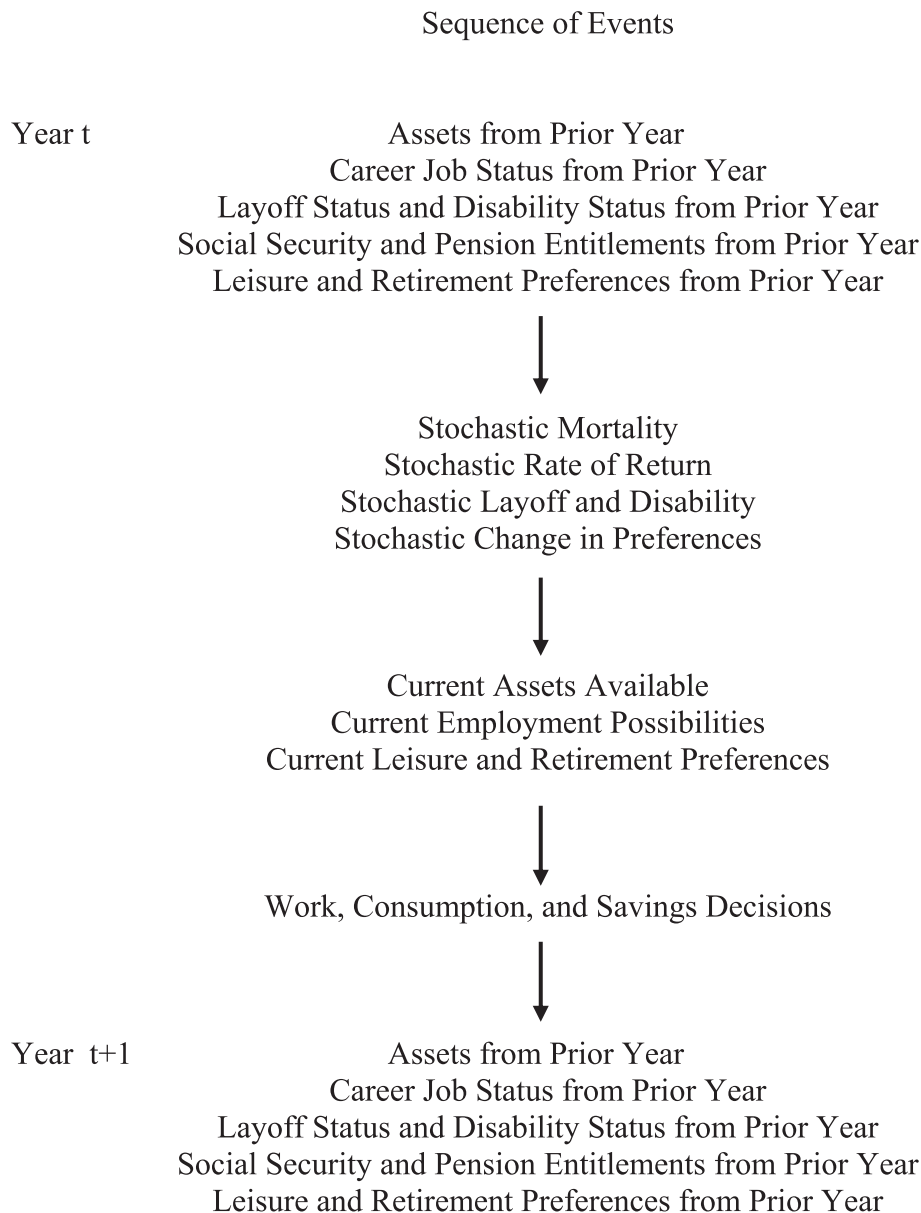 Sequence of Events
Year t
Assets from Prior Year
Career Job Status from Prior Year
Layoff Status and Disability Status from Prior Year
Social Security and Pension Entitlements from Prior Year
Leisure and Retirement Preferences from Prior Year
Stochastic Mortality
Stochastic Rate of Return
Stochastic Layoff and Disability
Stochastic Change in Preferences
Current Assets Available
Current Employment Possibilities
Current Leisure and Retirement Preferences
Work, Consumption, and Savings Decisions
Year t+1
Assets from Prior Year
Career Job Status from Prior Year
Layoff Status and Disability Status from Prior Year
Social Security and Pension Entitlements from Prior Year
Leisure and Retirement Preferences from Prior Year